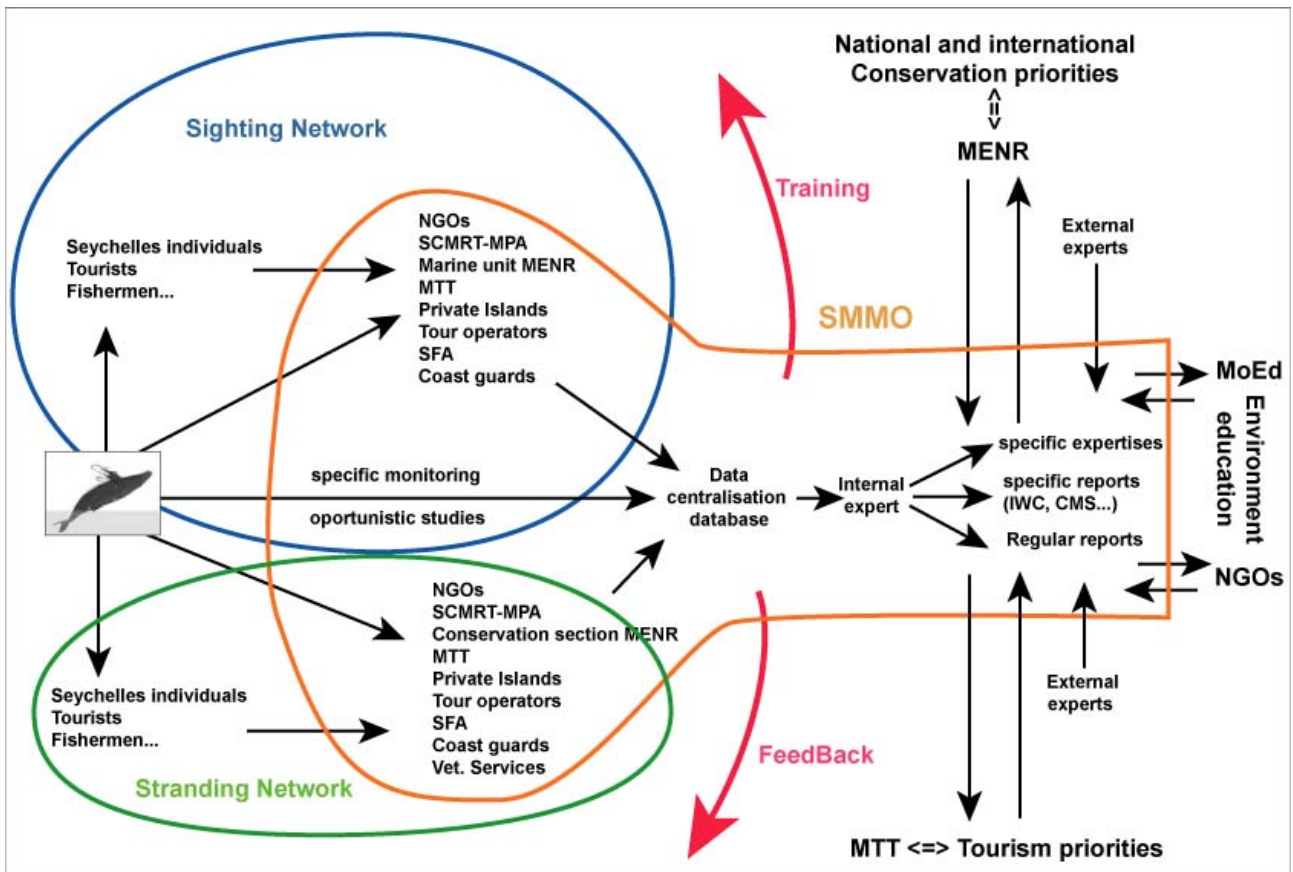 National and international
Conservation priorities
<=>
MENR
Sighting Network
Training
External
experts
NGOs
SCMRT-MPA
Marine unit MENR
MTT
Private Islands
Tour operators
SFA
Coast guards
Seychelles individuals
Tourists
Fishermen...
SMMO
MoEd
Environment
education
NGOs
specific monitoring
oportunistic studies
Data
centralisation
database
Internal
expert
specific expertises
specific reports
(IWC, CMS...)
Regular reports
NGOs
SCMRT-MPA
Conservation section MENR
MTT
Private Islands
Tour operators
SFA
Coast guards
Vet. Services
Seychelles individuals
Tourists
Fishermen...
Stranding Network
FeedBack
External
experts
MTT <=> Tourism priorities